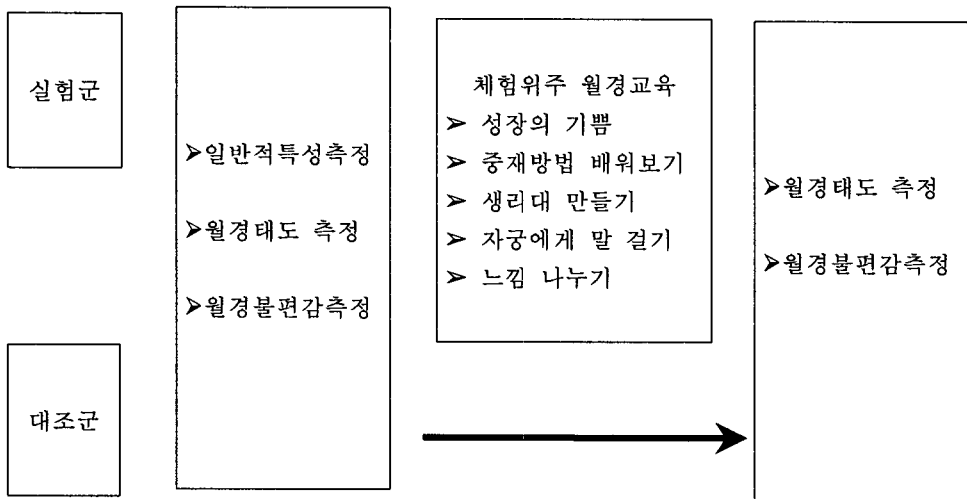 실험군
대조군
➢일반적특성측정
➢월경태도 측정
➢월경불편감측정
체험위주 월경교육
➢ 성장의 기쁨
➢ 중재방법 배워보기
➢ 생리대 만들기
➢ 자궁에게 말 걸기
➢ 느낌 나누기
➢월경태도 측정
➢월경불편감측정